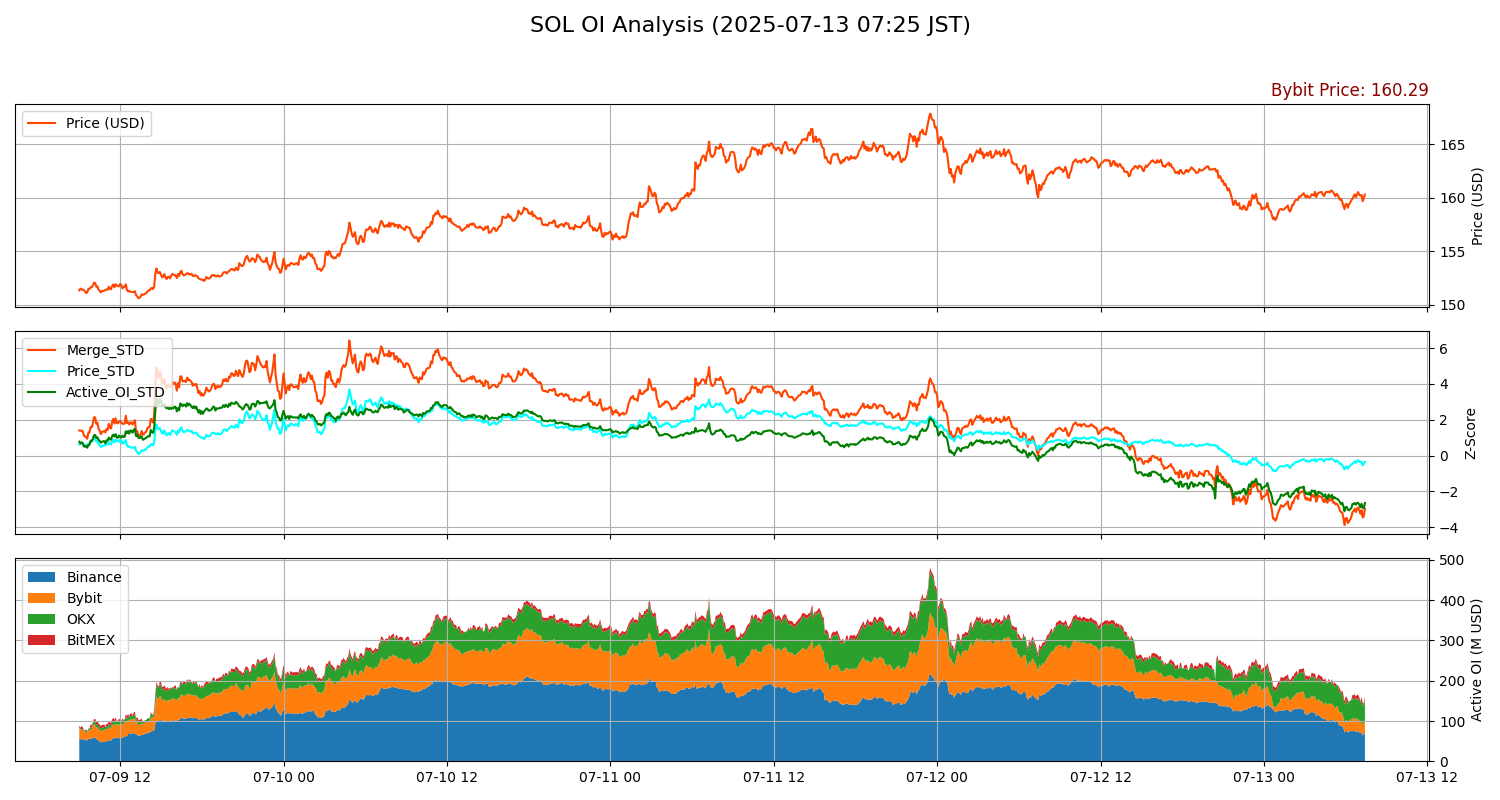 SOL OI Analysis (2025-07-13 07:25 JST)
Bybit Price: 160.29
Price (USD)
165
160
155
150
Price (USD)
Merge_STD
Price_STD
Active_OI_STD
6
4
2
0
−2
−4
Z-Score
Binance
Bybit
OKX
BitMEX
500
400
300
200
100
0
Active OI (M USD)
07-09 12
07-10 00
07-10 12
07-11 00
07-11 12
07-12 00
07-12 12
07-13 00
07-13 12